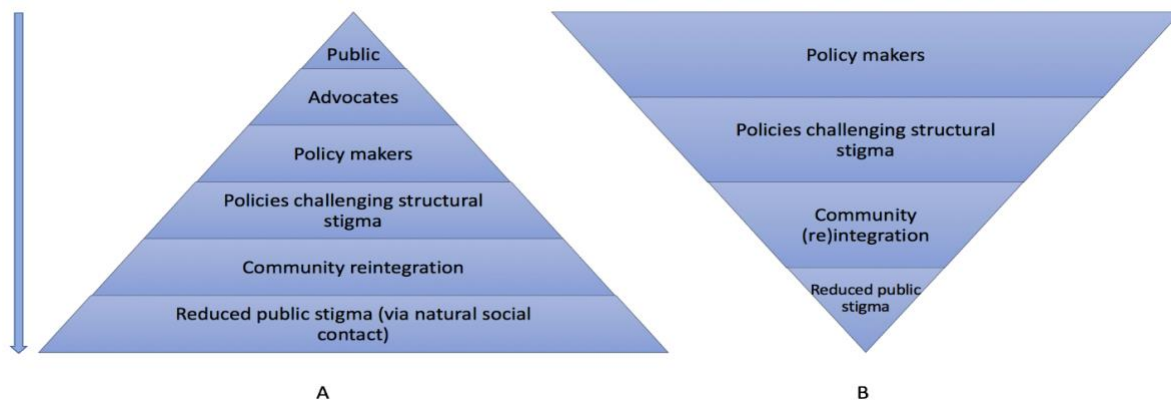 Public
Advocates
Policy makers
Policies challenging structural
stigma
Community reintegration
Reduced public stigma (via natural social
contact)
A
Policy makers
Policies challenging structural
stigma
Community
(re)integration
Reduced public
stigma
B